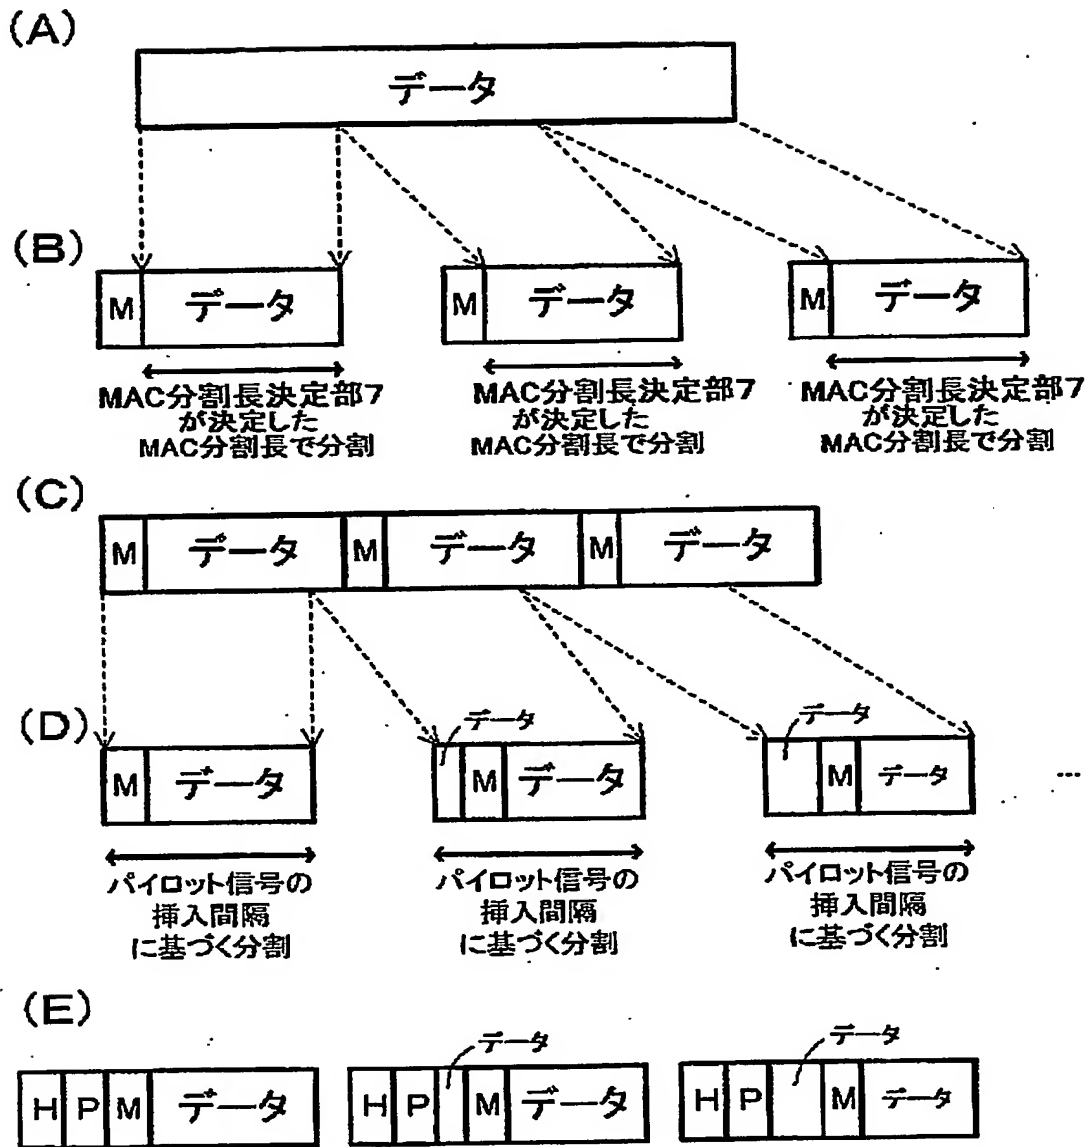 (A)
データ
(B)
M データ M データ M データ
MAC分割長決定部7
が決定した
MAC分割長で分割
MAC分割長決定部7
が決定した
MAC分割長で分割
MAC分割長決定部7
が決定した
MAC分割長で分割
(C)
M データ M データ M データ
(D)
データ
データ
M データ M データ M データ ...
パイロット信号の
挿入間隔
に基づく分割
パイロット信号の
挿入間隔
に基づく分割
パイロット信号の
挿入間隔
に基づく分割
(E)
データ
データ
H P M データ H P M データ H P M データ